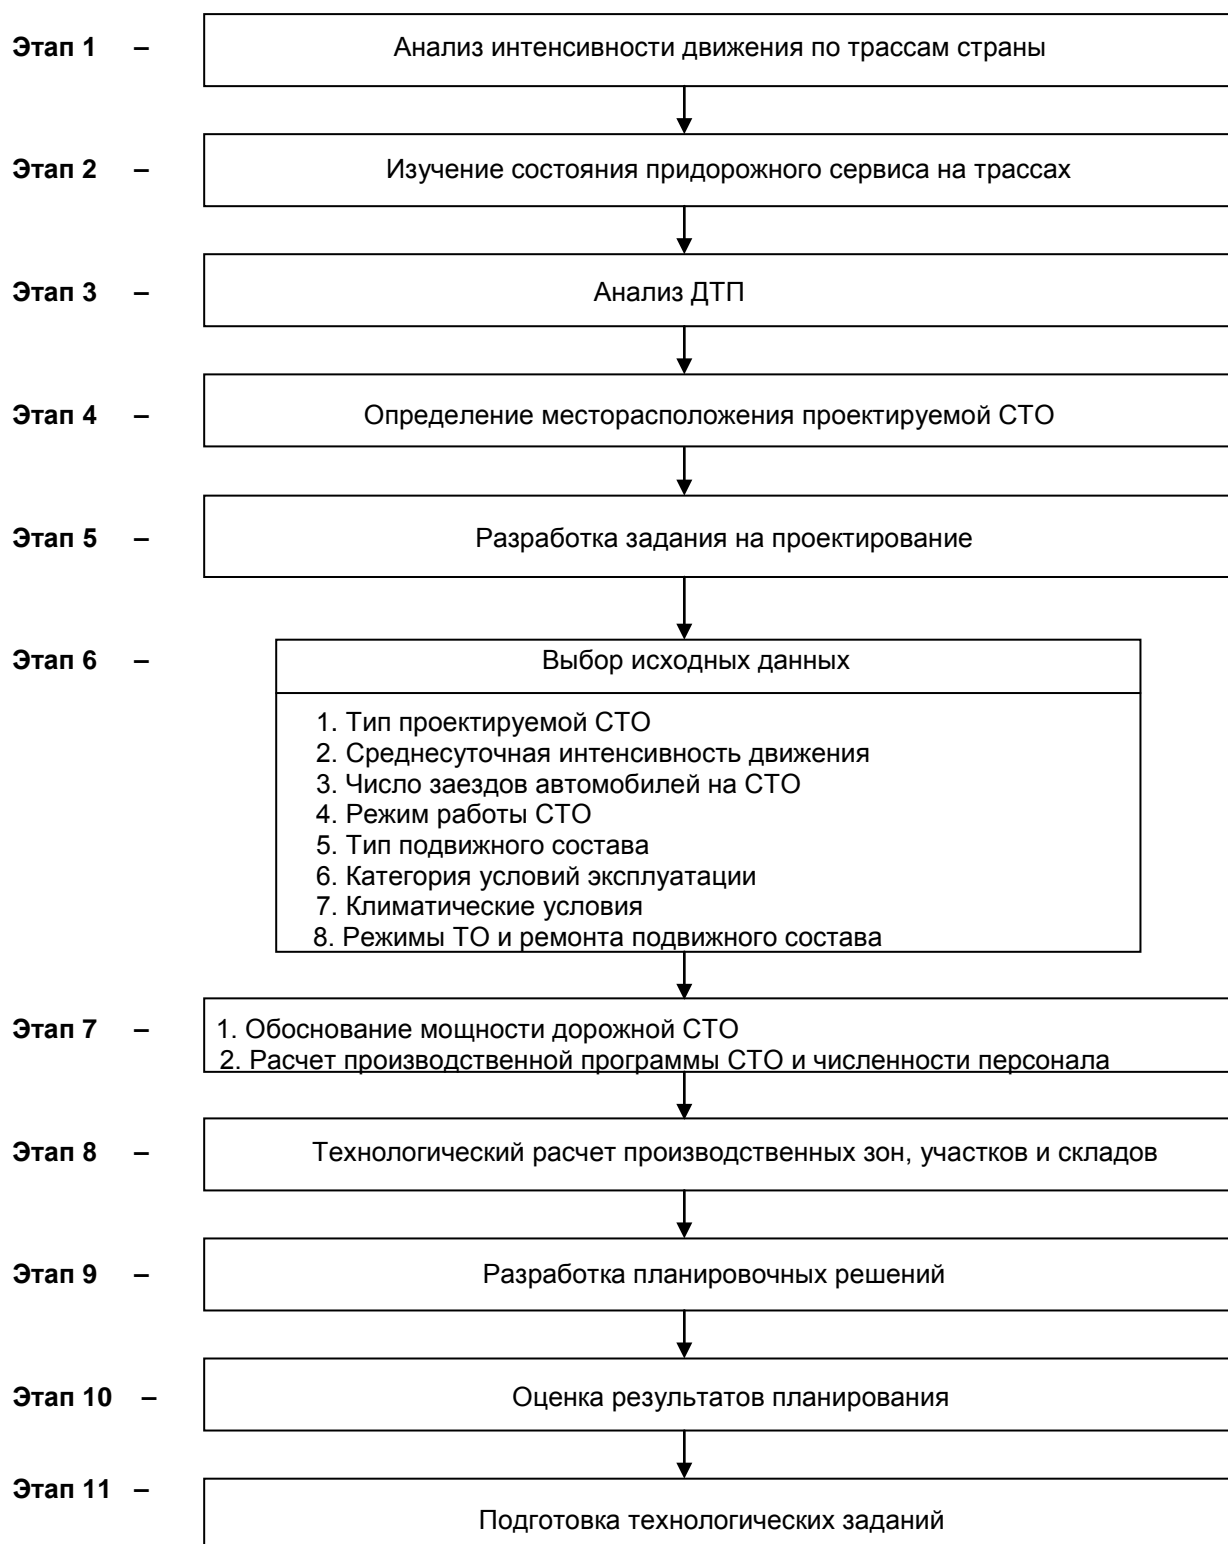 Этап 1 – Анализ интенсивности движения по трассам страны
Этап 2 – Изучение состояния придорожного сервиса на трассах
Этап 3 – Анализ ДТП
Этап 4 – Определение месторасположения проектируемой СТО
Этап 5 – Разработка задания на проектирование
Этап 6 – Выбор исходных данных
1. Тип проектируемой СТО
2. Среднесуточная интенсивность движения
3. Число заездов автомобилей на СТО
4. Режим работы СТО
5. Тип подвижного состава
6. Категория условий эксплуатации
7. Климатические условия
8. Режимы ТО и ремонта подвижного состава
Этап 7 – 1. Обоснование мощности дорожной СТО
2. Расчет производственной программы СТО и численности персонала
Этап 8 – Технологический расчет производственных зон, участков и складов
Этап 9 – Разработка планировочных решений
Этап 10 – Оценка результатов планирования
Этап 11 – Подготовка технологических заданий